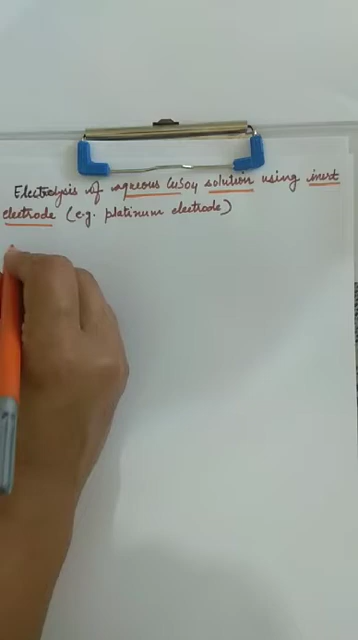 Electrolysis of aqueous CuSO4 solution using inert
electrode (e.g. platinum electrode)